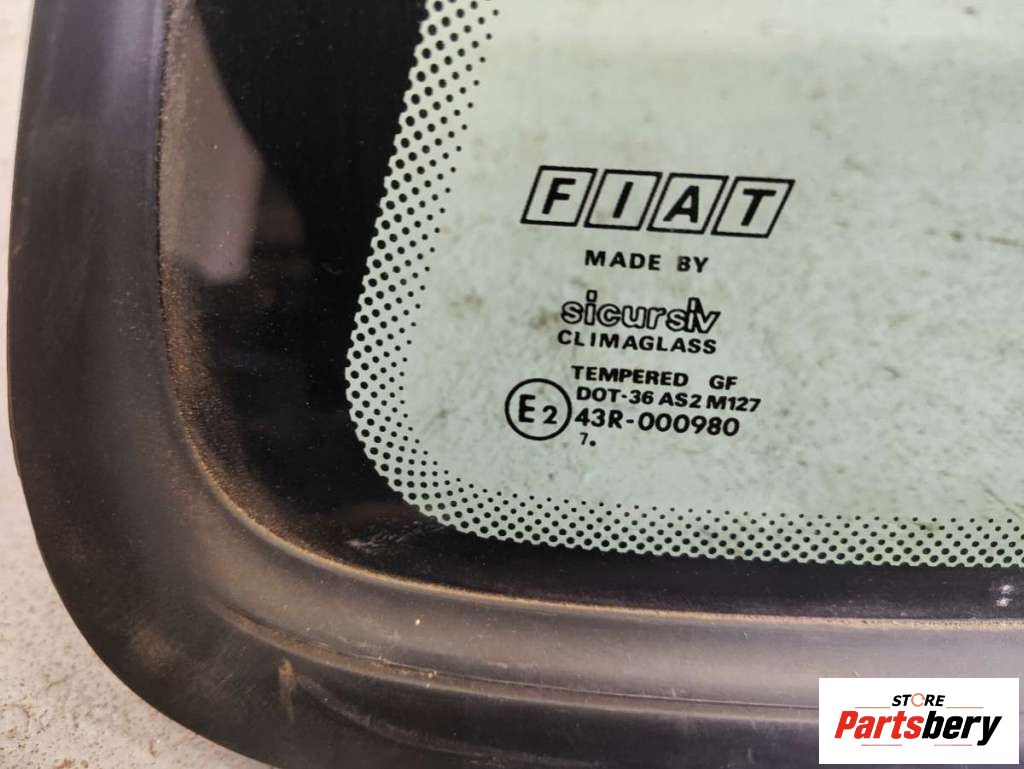 FIAT
MADE BY
sicursiv
CLIMAGLASS
TEMPERED GF
DOT-36 AS2 M127
E2 43R-000980
7.
STORE
Partsbery